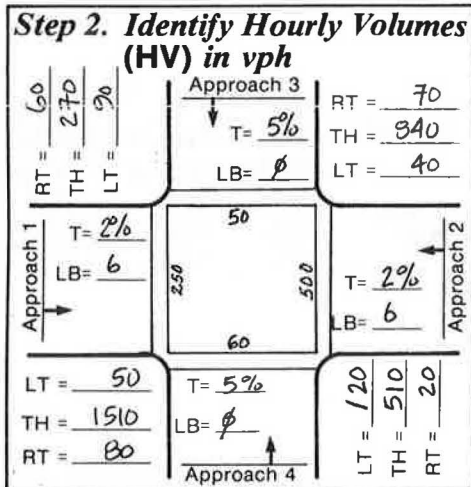 Step 2. Identify Hourly Volumes
(HV) in vph
RT = 60
TH = 270
LT = 90
Approach 3
T= 5%
LB= ∅
RT = 70
TH = 840
LT = 40
Approach 1
T= 2%
LB= 6
50
250
500
60
Approach 2
T= 2%
LB= 6
LT = 50
TH = 1510
RT = 80
T= 5%
LB= ∅
Approach 4
LT = 120
TH = 510
RT = 20